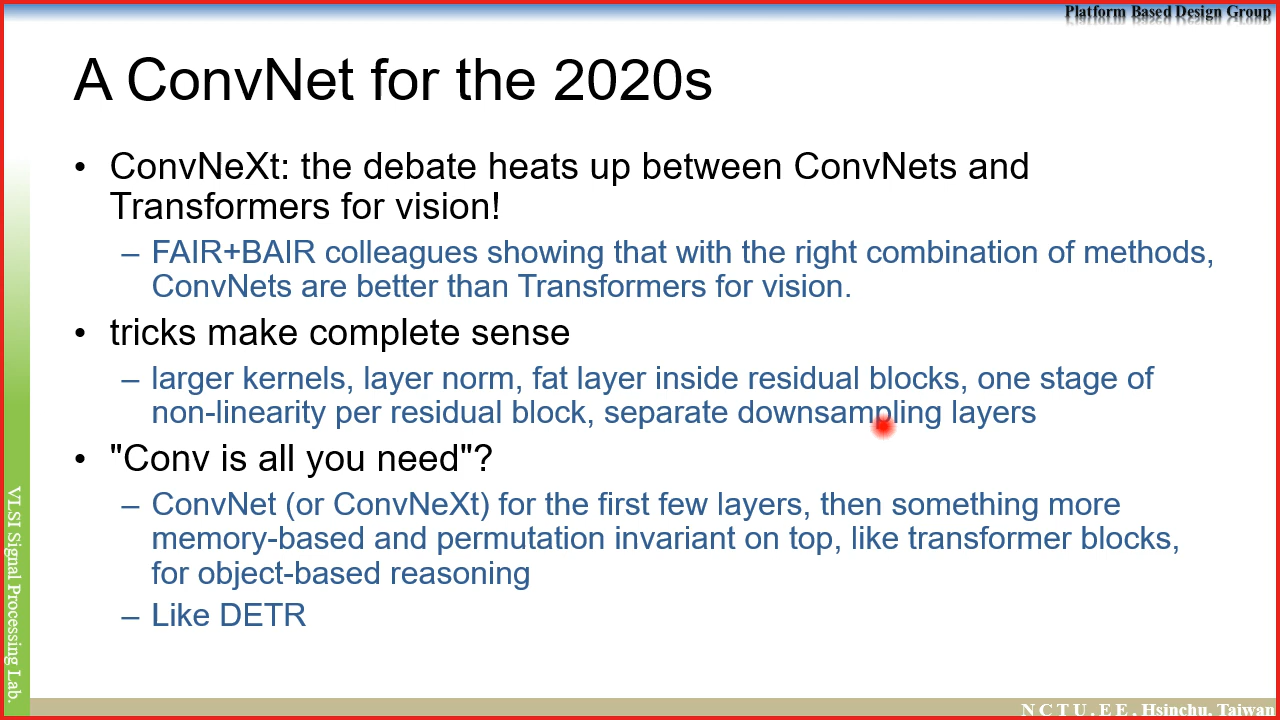 Platform Based Design Group
A ConvNet for the 2020s
• ConvNeXt: the debate heats up between ConvNets and
Transformers for vision!
– FAIR+BAIR colleagues showing that with the right combination of methods,
ConvNets are better than Transformers for vision.
• tricks make complete sense
– larger kernels, layer norm, fat layer inside residual blocks, one stage of
non-linearity per residual block, separate downsampling layers
• "Conv is all you need"?
– ConvNet (or ConvNeXt) for the first few layers, then something more
memory-based and permutation invariant on top, like transformer blocks,
for object-based reasoning
– Like DETR
VLSI Signal Processing Lab.
NCTU.EE, Hsinchu, Taiwan